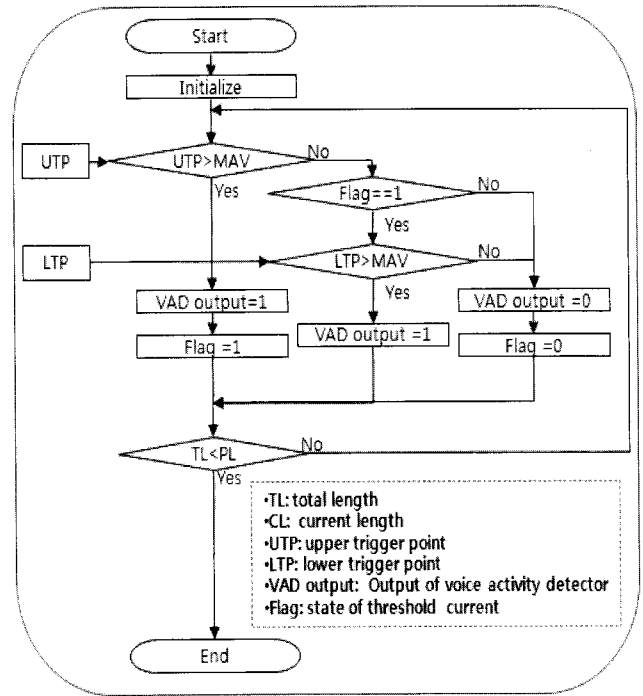 Start
Initialize
UTP
UTP>MAV
No
Yes
Flag==1
No
Yes
LTP
LTP>MAV
No
Yes
VAD output=1
VAD output =1
VAD output =0
Flag =1
Flag =0
TL<PL
No
Yes
•TL: total length
•CL: current length
•UTP: upper trigger point
•LTP: lower trigger point
•VAD output: Output of voice activity detector
•Flag: state of threshold current
End